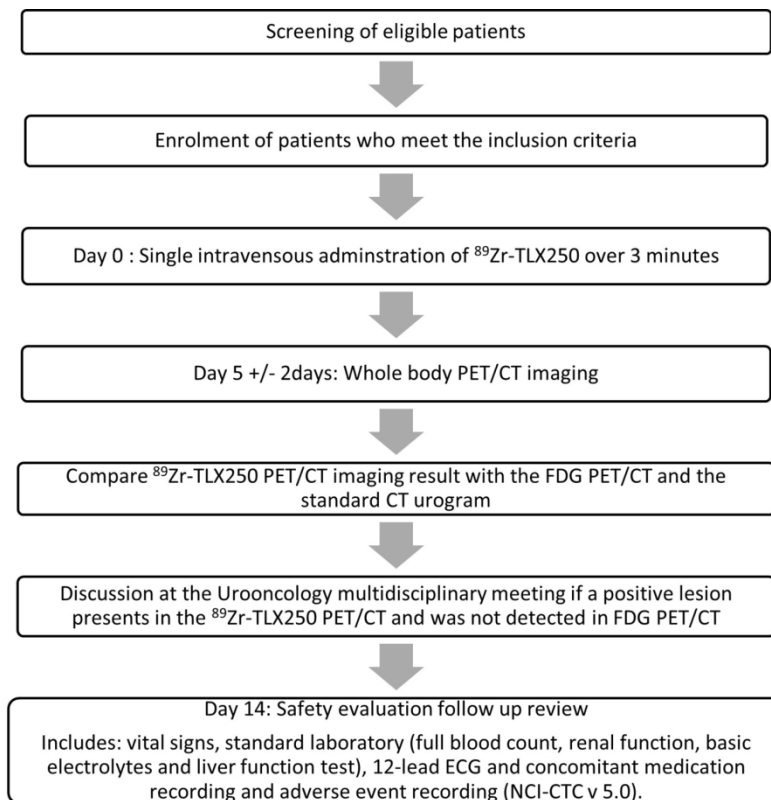 Screening of eligible patients
Enrolment of patients who meet the inclusion criteria
Day 0 : Single intravensous adminstration of ⁸⁹Zr-TLX250 over 3 minutes
Day 5 +/- 2days: Whole body PET/CT imaging
Compare ⁸⁹Zr-TLX250 PET/CT imaging result with the FDG PET/CT and the
standard CT urogram
Discussion at the Urooncology multidisciplinary meeting if a positive lesion
presents in the ⁸⁹Zr-TLX250 PET/CT and was not detected in FDG PET/CT
Day 14: Safety evaluation follow up review
Includes: vital signs, standard laboratory (full blood count, renal function, basic
electrolytes and liver function test), 12-lead ECG and concomitant medication
recording and adverse event recording (NCI-CTC v 5.0).